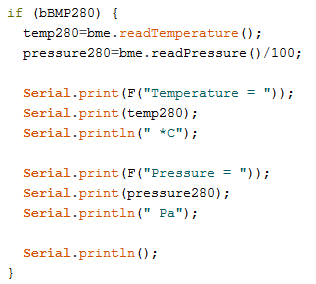 if (bBMP280) {
  temp280=bme.readTemperature();
  pressure280=bme.readPressure()/100;

  Serial.print(F("Temperature = "));
  Serial.print(temp280);
  Serial.println(" *C");

  Serial.print(F("Pressure = "));
  Serial.print(pressure280);
  Serial.println(" Pa");

  Serial.println();
}